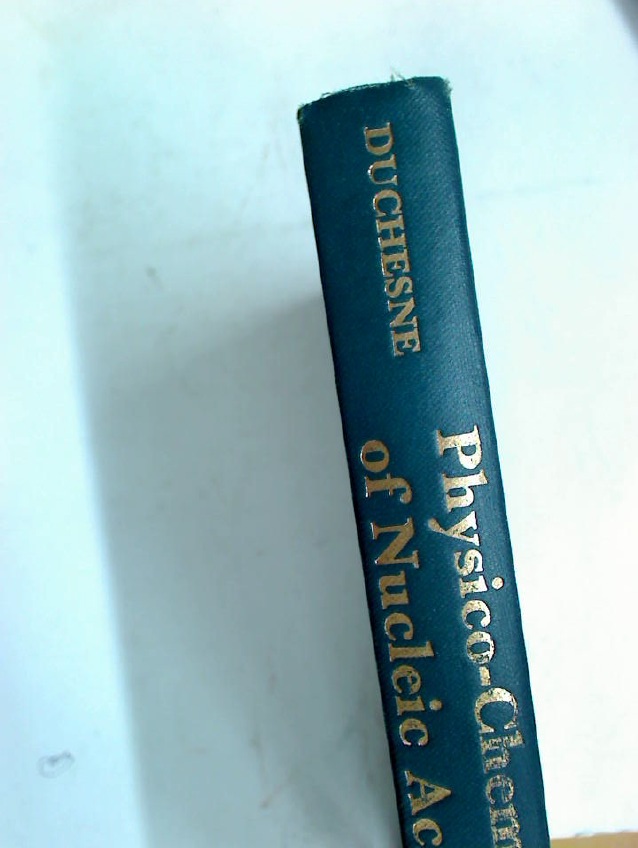 DUCHESNE
Physico-Chem
of Nucleic Ac